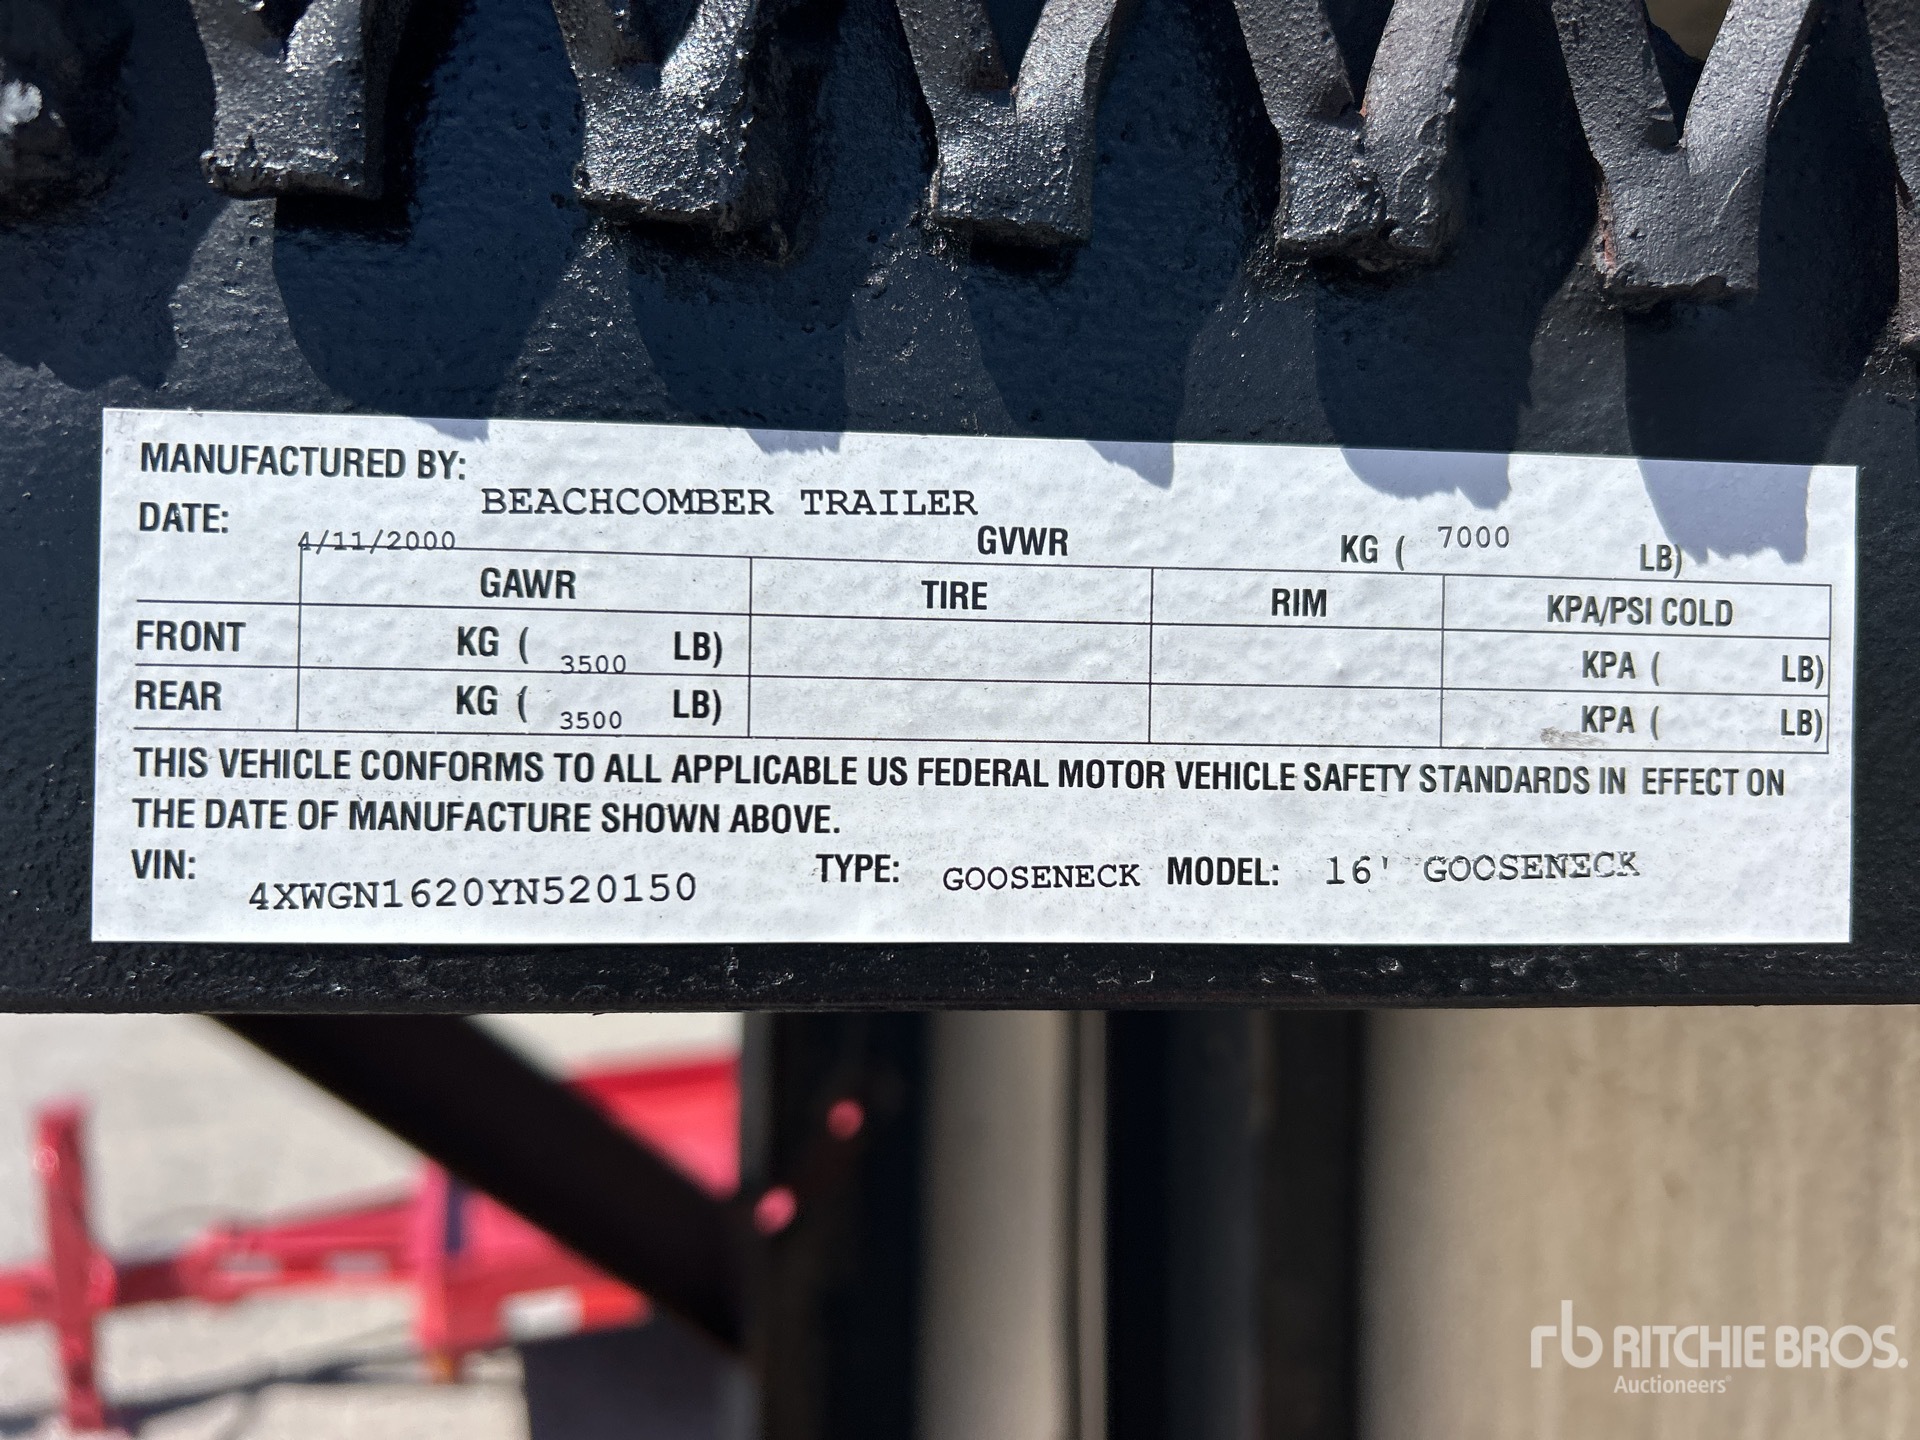 MANUFACTURED BY: BEACHCOMBER TRAILER
DATE: 4/11/2000 GVWR KG ( 7000 LB)
GAWR TIRE RIM KPA/PSI COLD
FRONT KG ( 3500 LB) KPA ( LB)
REAR KG ( 3500 LB) KPA ( LB)
THIS VEHICLE CONFORMS TO ALL APPLICABLE US FEDERAL MOTOR VEHICLE SAFETY STANDARDS IN EFFECT ON
THE DATE OF MANUFACTURE SHOWN ABOVE.
VIN: 4XWGN1620YN520150 TYPE: GOOSENECK MODEL: 16' GOOSENECK
rb RITCHIE BROS.
Auctioneers